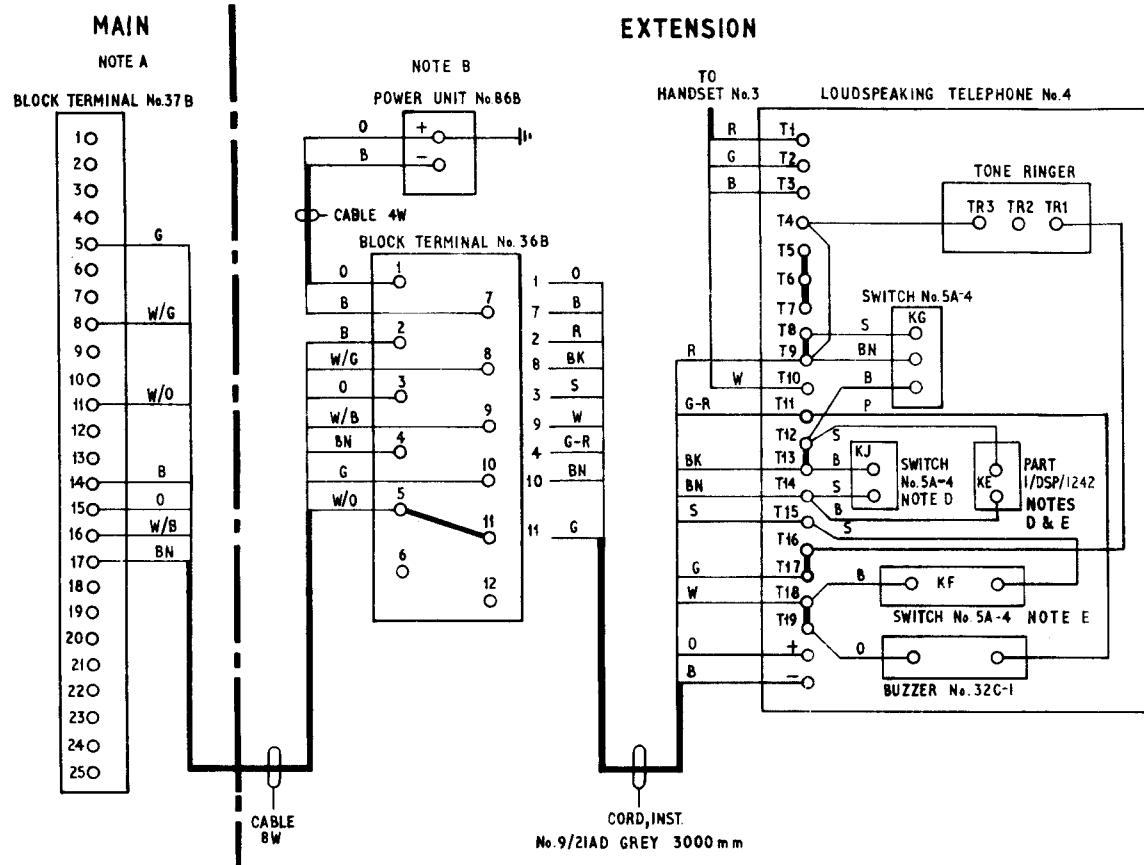 MAIN
EXTENSION
NOTE A
BLOCK TERMINAL No.37B
1
2
3
4
5
6
7
8
9
10
11
12
13
14
15
16
17
18
19
20
21
22
23
24
25
G
W/G
W/O
B
O
W/B
BN
CABLE
8W
NOTE B
POWER UNIT No.86B
+
−
O
B
CABLE 4W
BLOCK TERMINAL No.36B
O
B
B
W/G
O
W/B
BN
G
W/O
1
2
3
4
5
6
7
8
9
10
11
12
1 O
7 B
2 R
8 BK
3 S
9 W
4 G-R
10 BN
11 G
CORD, INST.
No.9/21AD GREY 3000mm
TO
HANDSET No.3
LOUDSPEAKING TELEPHONE No.4
R
G
B
R
W
G-R
BK
BN
S
G
W
O
B
T1
T2
T3
T4
T5
T6
T7
T8
T9
T10
T11
T12
T13
T14
T15
T16
T17
T18
T19
+
−
TONE RINGER
TR3 TR2 TR1
SWITCH No.5A-4
KG
S
BN
B
P
S
KJ
B
S
SWITCH
No.5A-4
NOTE D
KE
PART
1/DSP/1242
NOTES
D & E
B
S
B
KF
SWITCH No.5A-4 NOTE E
O
BUZZER No.32C-1